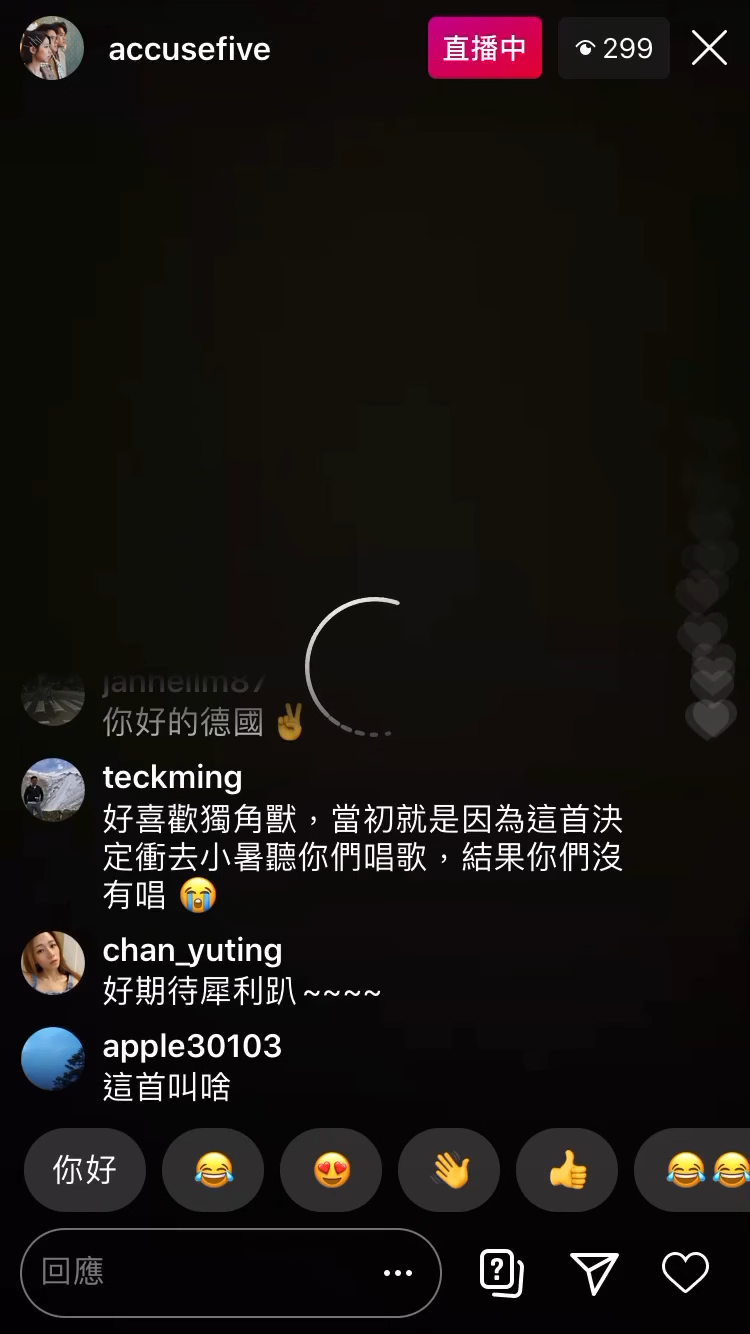 accusefive
直播中
299
jannelim87
你好的德國 ✌
teckming
好喜歡獨角獸，當初就是因為這首決
定衝去小暑聽你們唱歌，結果你們沒
有唱 😭
chan_yuting
好期待犀利趴~~~~
apple30103
這首叫啥
你好 😂 😍 👋 👍 😂😂
回應